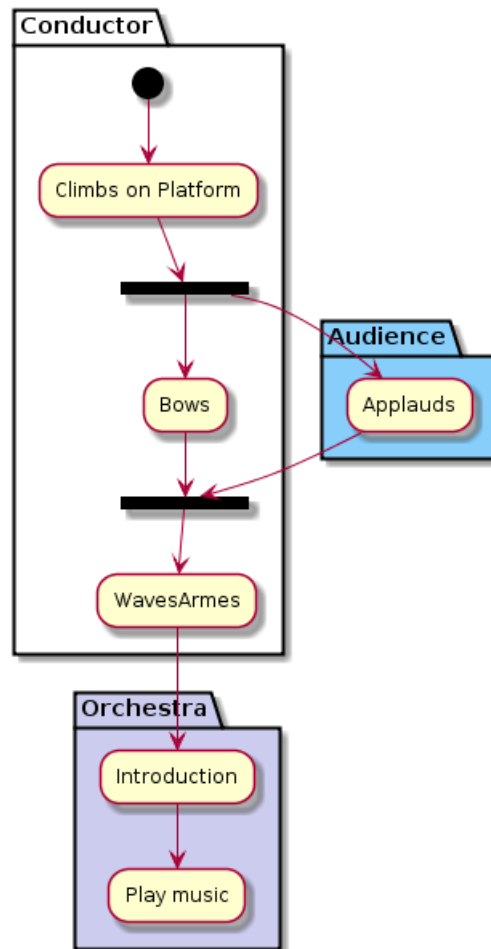 Conductor
Climbs on Platform
Audience
Bows
Applauds
WavesArmes
Orchestra
Introduction
Play music